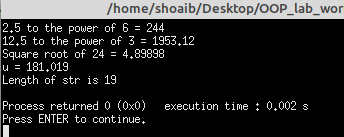 /home/shoaib/Desktop/OOP_lab_wor
2.5 to the power of 6 = 244
12.5 to the power of 3 = 1953.12
Square root of 24 = 4.89898
u = 181.019
Length of str is 19
Process returned 0 (0x0)   execution time : 0.002 s
Press ENTER to continue.